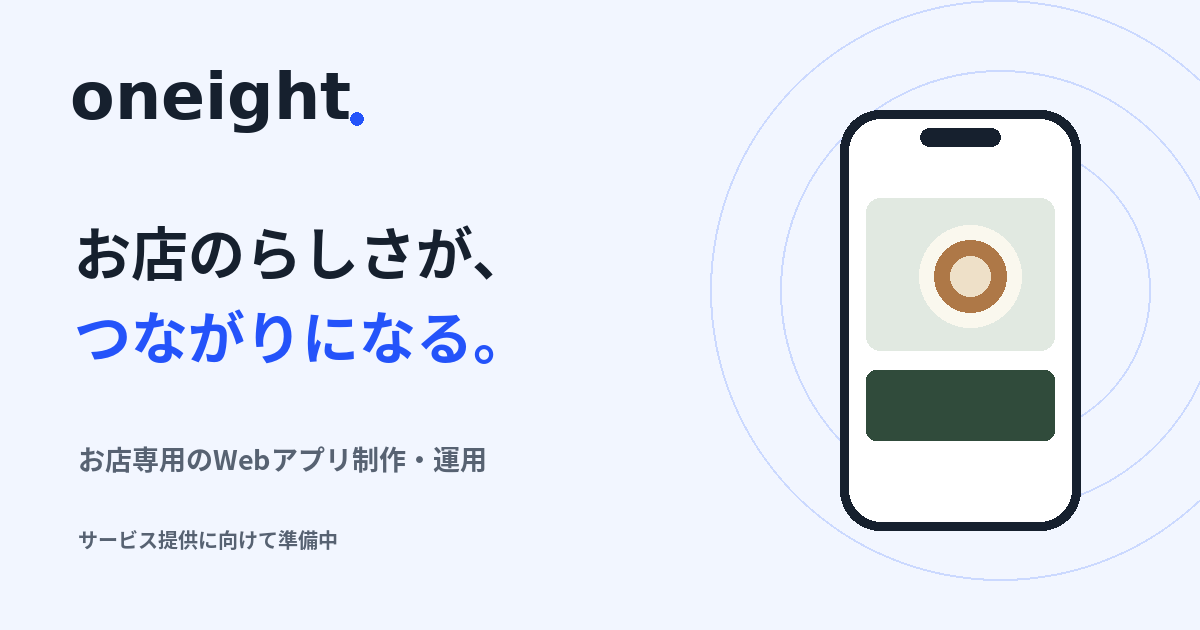 oneight.
お店のらしさが、
つながりになる。
お店専用のWebアプリ制作・運用
サービス提供に向けて準備中